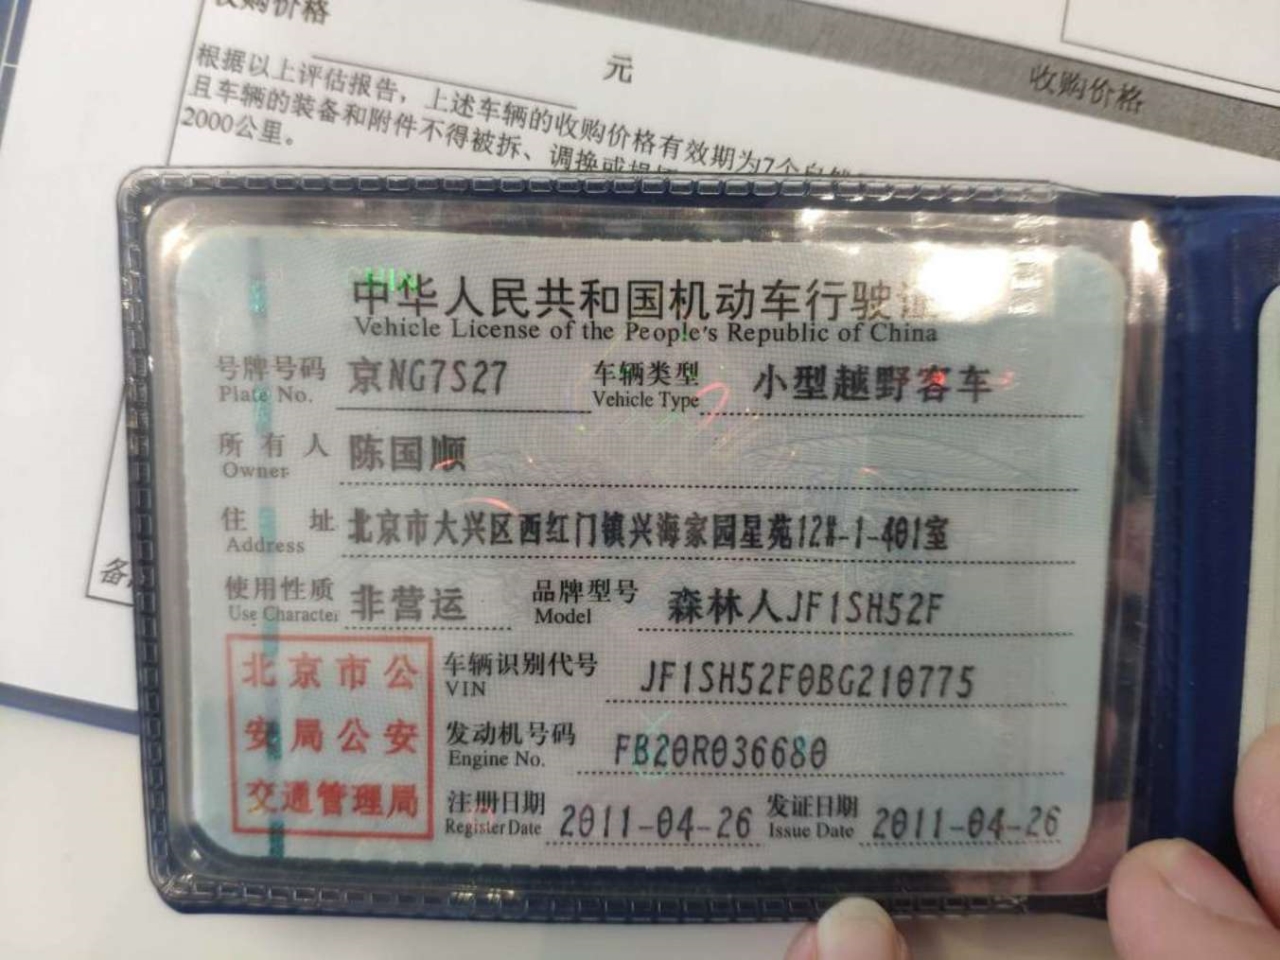 收购价格
元
收购价格
根据以上评估报告，上述车辆的收购价格有效期为7个自然
且车辆的装备和附件不得被拆、调换或损
2000公里。
中华人民共和国机动车行驶证
Vehicle License of the People's Republic of China
号牌号码 京NG7S27 车辆类型 小型越野客车
Plate No. Vehicle Type
所有人 陈国顺
Owner
住址 北京市大兴区西红门镇兴海家园星苑12#-1-401室
Address
使用性质 非营运 品牌型号 森林人JF1SH52F
Use Character Model
北京市公
安局公安
交通管理局
车辆识别代号 JF1SH52F0BG210775
VIN
发动机号码 FB20R036680
Engine No.
注册日期 2011-04-26 发证日期 2011-04-26
Register Date Issue Date
备